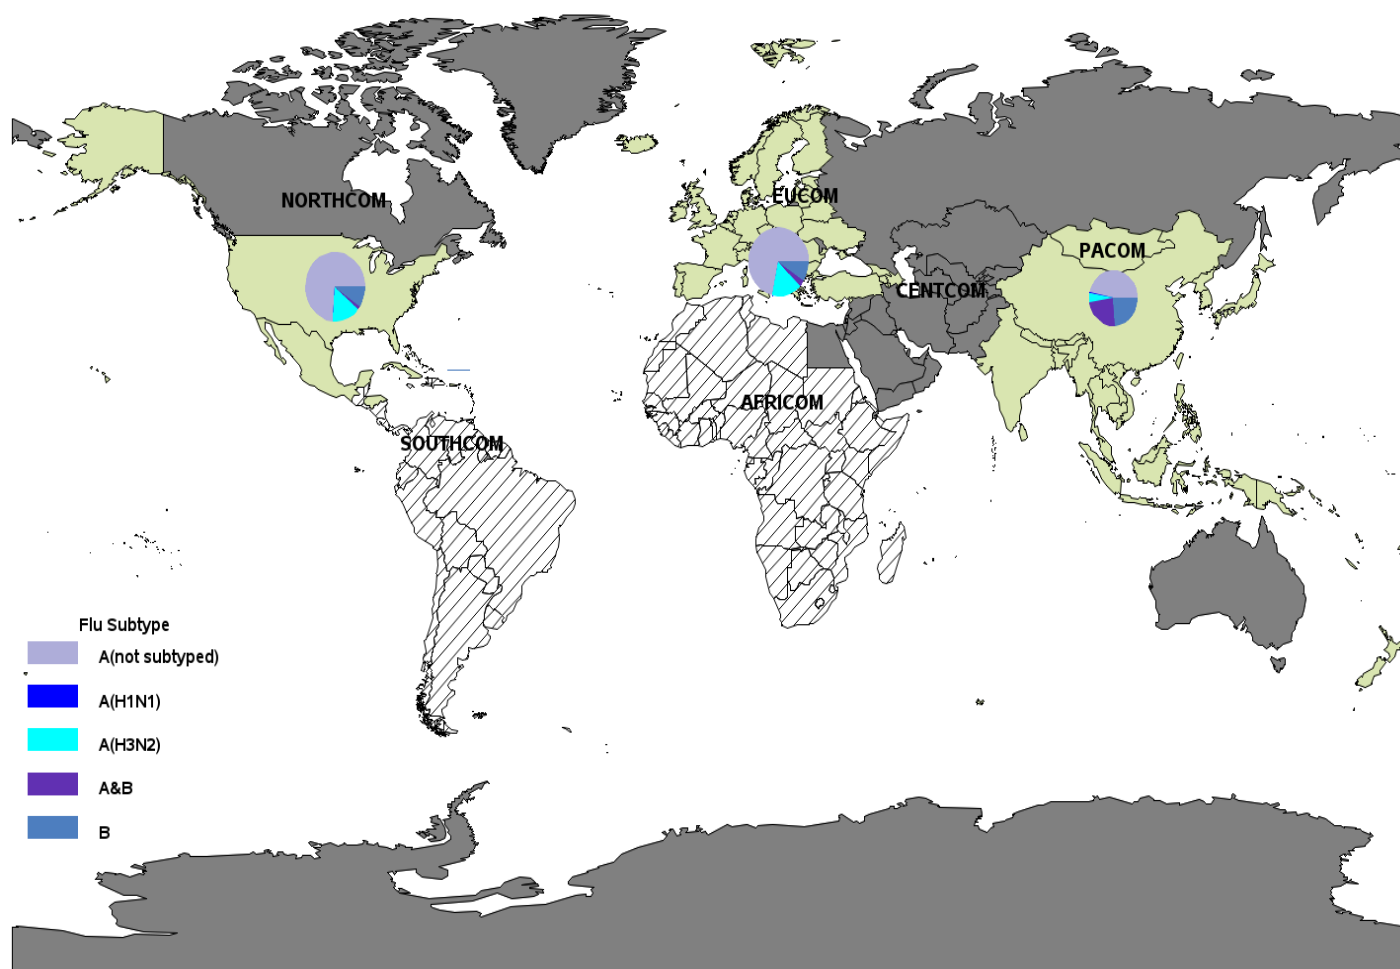 NORTHCOM
EUCOM
PACOM
CENTCOM
AFRICOM
SOUTHCOM
Flu Subtype
A(not subtyped)
A(H1N1)
A(H3N2)
A&B
B